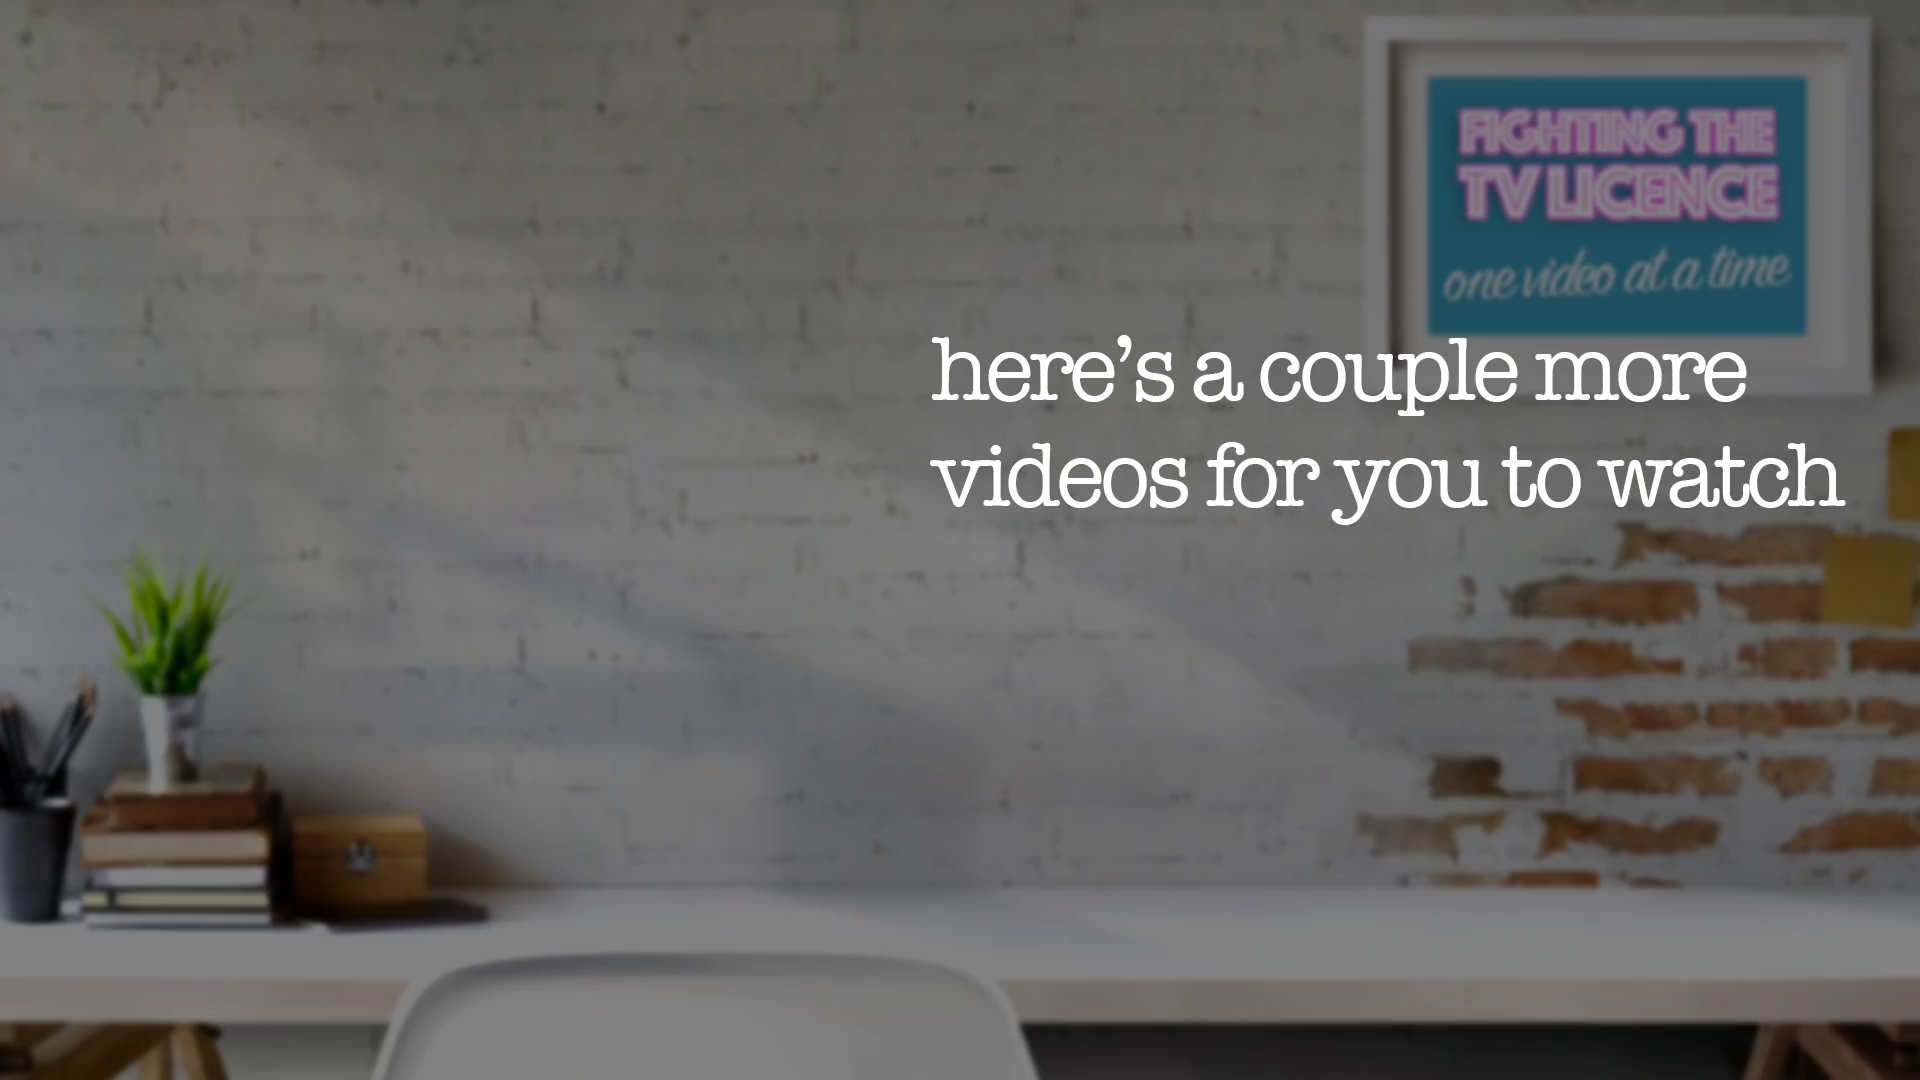 FIGHTING THE
TV LICENCE
one video at a time
here’s a couple more
videos for you to watch